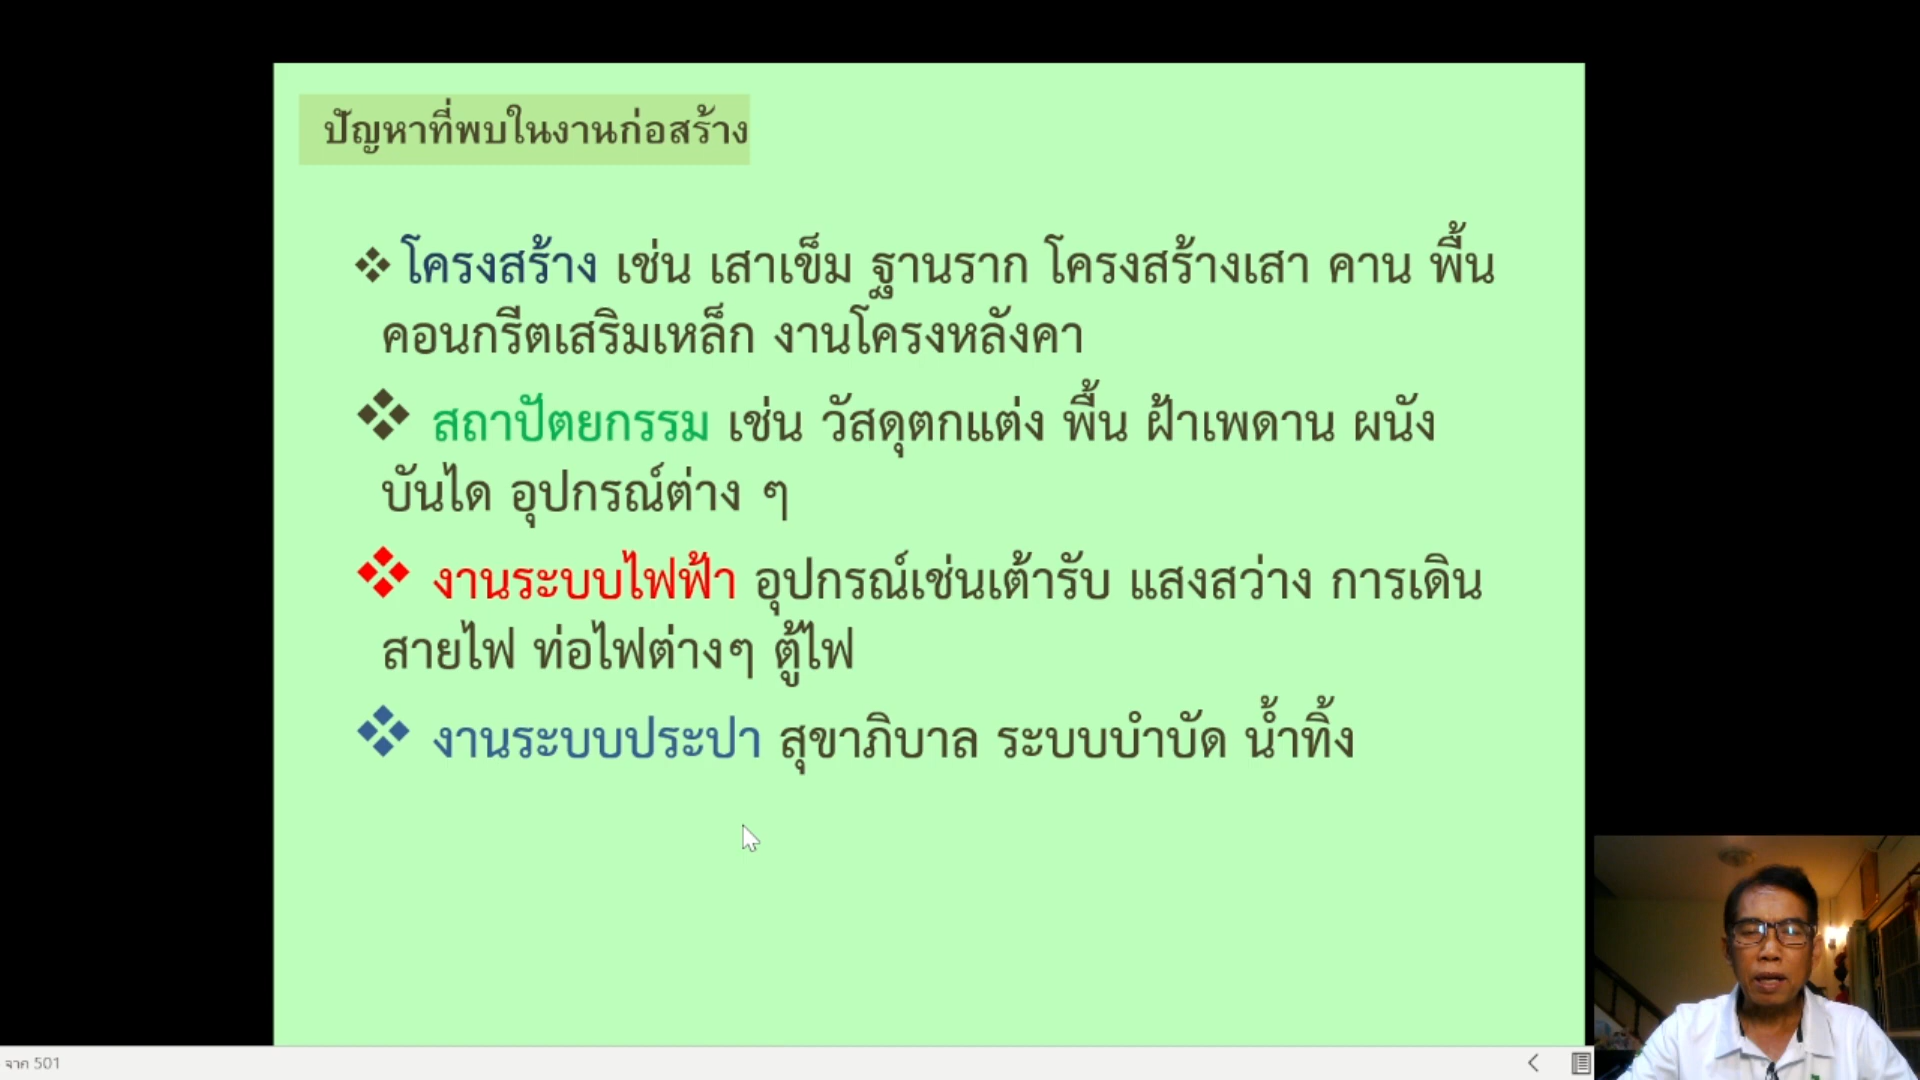 ปัญหาที่พบในงานก่อสร้าง
โครงสร้าง เช่น เสาเข็ม ฐานราก โครงสร้างเสา คาน พื้น
คอนกรีตเสริมเหล็ก งานโครงหลังคา
สถาปัตยกรรม เช่น วัสดุตกแต่ง พื้น ฝ้าเพดาน ผนัง
บันได อุปกรณ์ต่าง ๆ
งานระบบไฟฟ้า อุปกรณ์เช่นเต้ารับ แสงสว่าง การเดิน
สายไฟ ท่อไฟต่างๆ ตู้ไฟ
งานระบบประปา สุขาภิบาล ระบบบำบัด น้ำทิ้ง
จาก 501